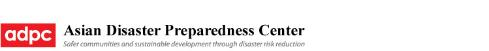 adpc
Asian Disaster Preparedness Center
Safer communities and sustainable development through disaster risk reduction